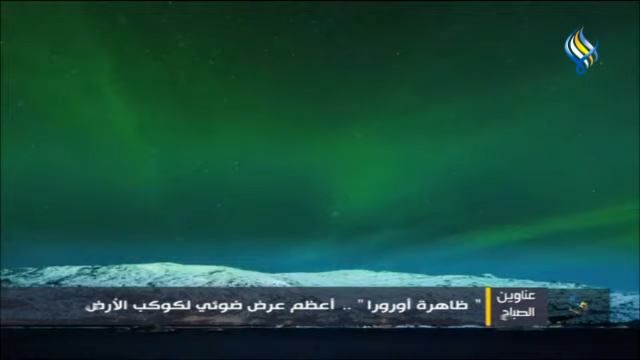 عناوين
الصباح
" ظاهرة أورورا " .. أعظم عرض ضوئي لكوكب الأرض